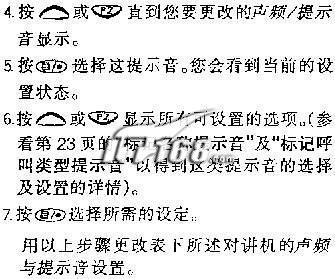 4. 按 或 P2 直到您要更改的声频/提示
音显示。
5. 按 选择这提示音。您会看到当前的设
置状态。
6. 按 或 P2 显示所有可设置的选项。(参
看第 23 页的"标 提示音"及"标记呼
叫类型提示音"以得到这类提示音的选择
及设置的详情)。
7. 按 选择所需的设定。
用以上步骤更改表下所述对讲机的声频
与提示音设置。
IT168.com